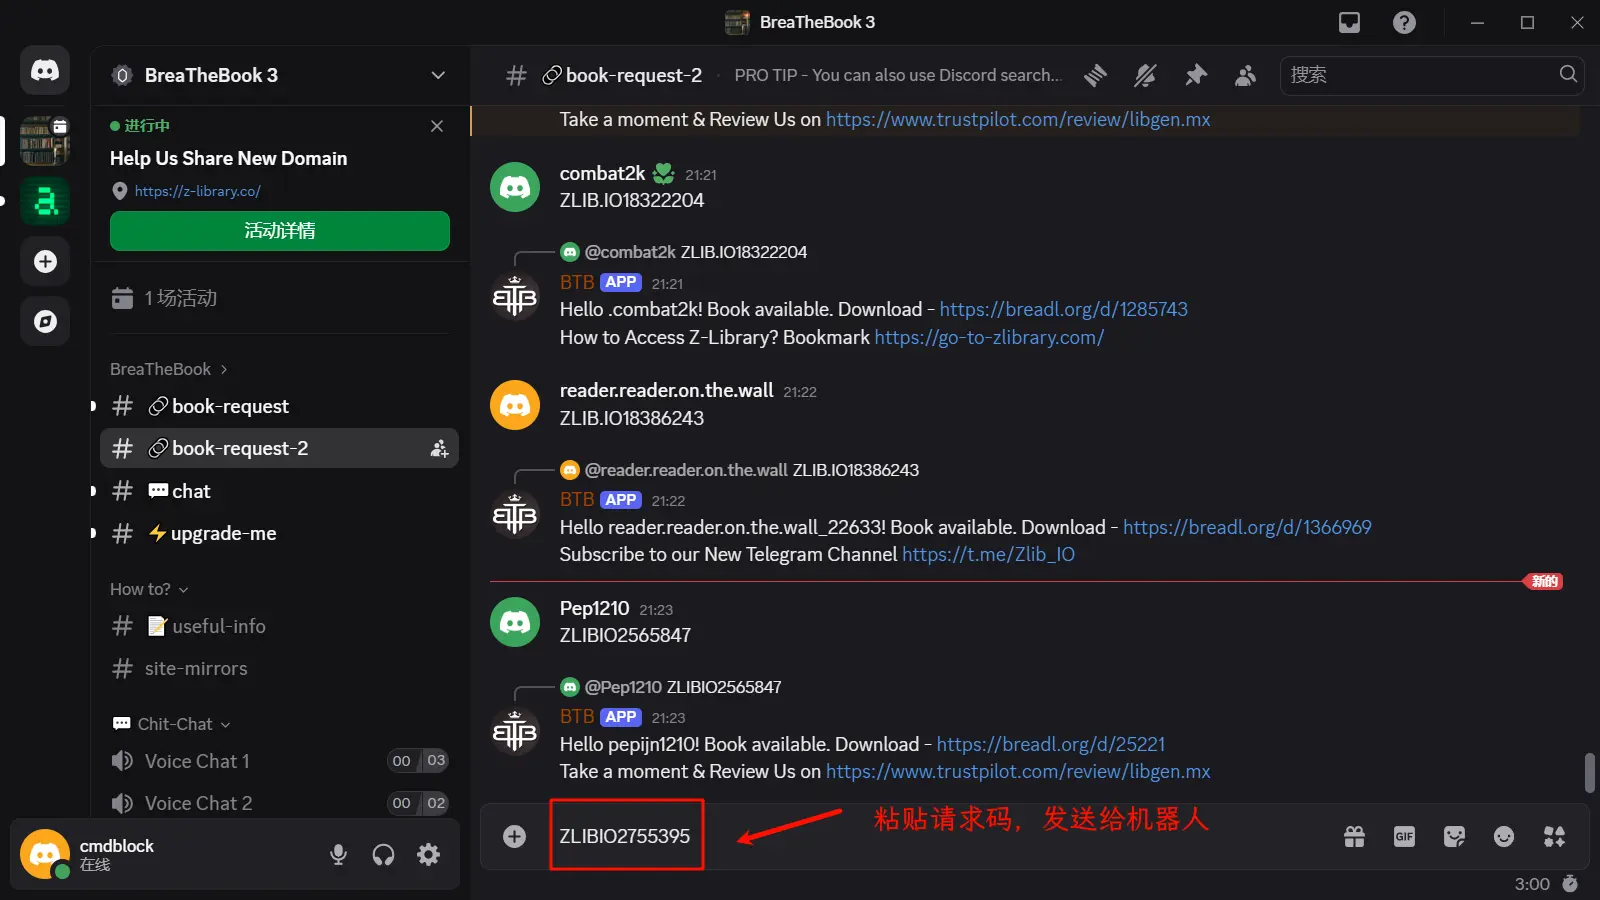 BreaTheBook 3
BreaTheBook 3
进行中
Help Us Share New Domain
https://z-library.co/
活动详情
1 场活动
BreaTheBook
book-request
book-request-2
chat
upgrade-me
How to?
useful-info
site-mirrors
Chit-Chat
Voice Chat 1
00 03
Voice Chat 2
00 02
cmdblock
在线
book-request-2 · PRO TIP - You can also use Discord search...
搜索
Take a moment & Review Us on https://www.trustpilot.com/review/libgen.mx
combat2k 21:21
ZLIB.IO18322204
@combat2k ZLIB.IO18322204
BTB APP 21:21
Hello .combat2k! Book available. Download - https://breadl.org/d/1285743
How to Access Z-Library? Bookmark https://go-to-zlibrary.com/
reader.reader.on.the.wall 21:22
ZLIB.IO18386243
@reader.reader.on.the.wall ZLIB.IO18386243
BTB APP 21:22
Hello reader.reader.on.the.wall_22633! Book available. Download - https://breadl.org/d/1366969
Subscribe to our New Telegram Channel https://t.me/Zlib_IO
新的
Pep1210 21:23
ZLIBIO2565847
@Pep1210 ZLIBIO2565847
BTB APP 21:23
Hello pepijn1210! Book available. Download - https://breadl.org/d/25221
Take a moment & Review Us on https://www.trustpilot.com/review/libgen.mx
粘贴请求码，发送给机器人
ZLIBIO2755395
GIF
3:00